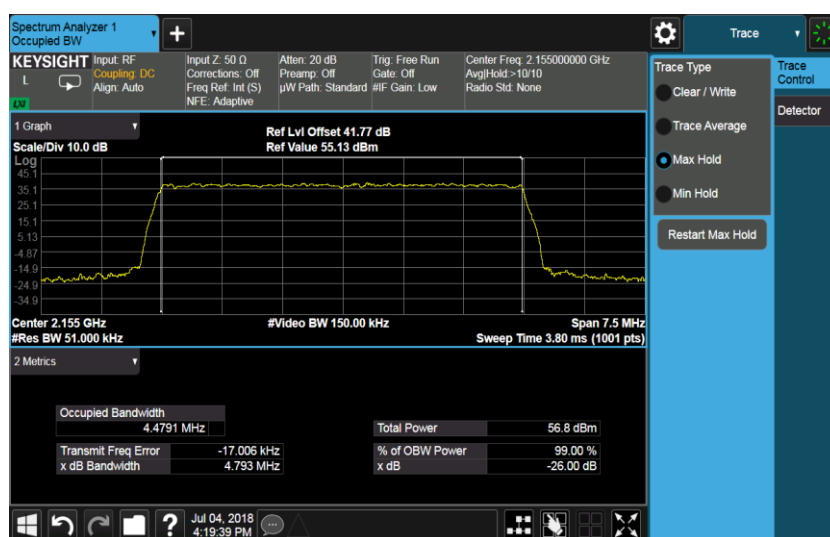 Spectrum Analyzer 1
Occupied BW
+
Trace
KEYSIGHT
L
LXI
Input: RF
Coupling: DC
Align: Auto
Input Z: 50 Ω
Corrections: Off
Freq Ref: Int (S)
NFE: Adaptive
Atten: 20 dB
Preamp: Off
µW Path: Standard
Trig: Free Run
Gate: Off
#IF Gain: Low
Center Freq: 2.155000000 GHz
Avg|Hold:>10/10
Radio Std: None
Trace Type
Clear / Write
Trace Average
Max Hold
Min Hold
Restart Max Hold
Trace
Control
Detector
1 Graph
Scale/Div 10.0 dB
Ref Lvl Offset 41.77 dB
Ref Value 55.13 dBm
Log
45.1
35.1
25.1
15.1
5.13
-4.87
-14.9
-24.9
-34.9
Center 2.155 GHz
#Video BW 150.00 kHz
Span 7.5 MHz
#Res BW 51.000 kHz
Sweep Time 3.80 ms (1001 pts)
2 Metrics
Occupied Bandwidth
4.4791 MHz
Total Power 56.8 dBm
Transmit Freq Error -17.006 kHz
% of OBW Power 99.00 %
x dB Bandwidth 4.793 MHz
x dB -26.00 dB
?
Jul 04, 2018
4:19:39 PM